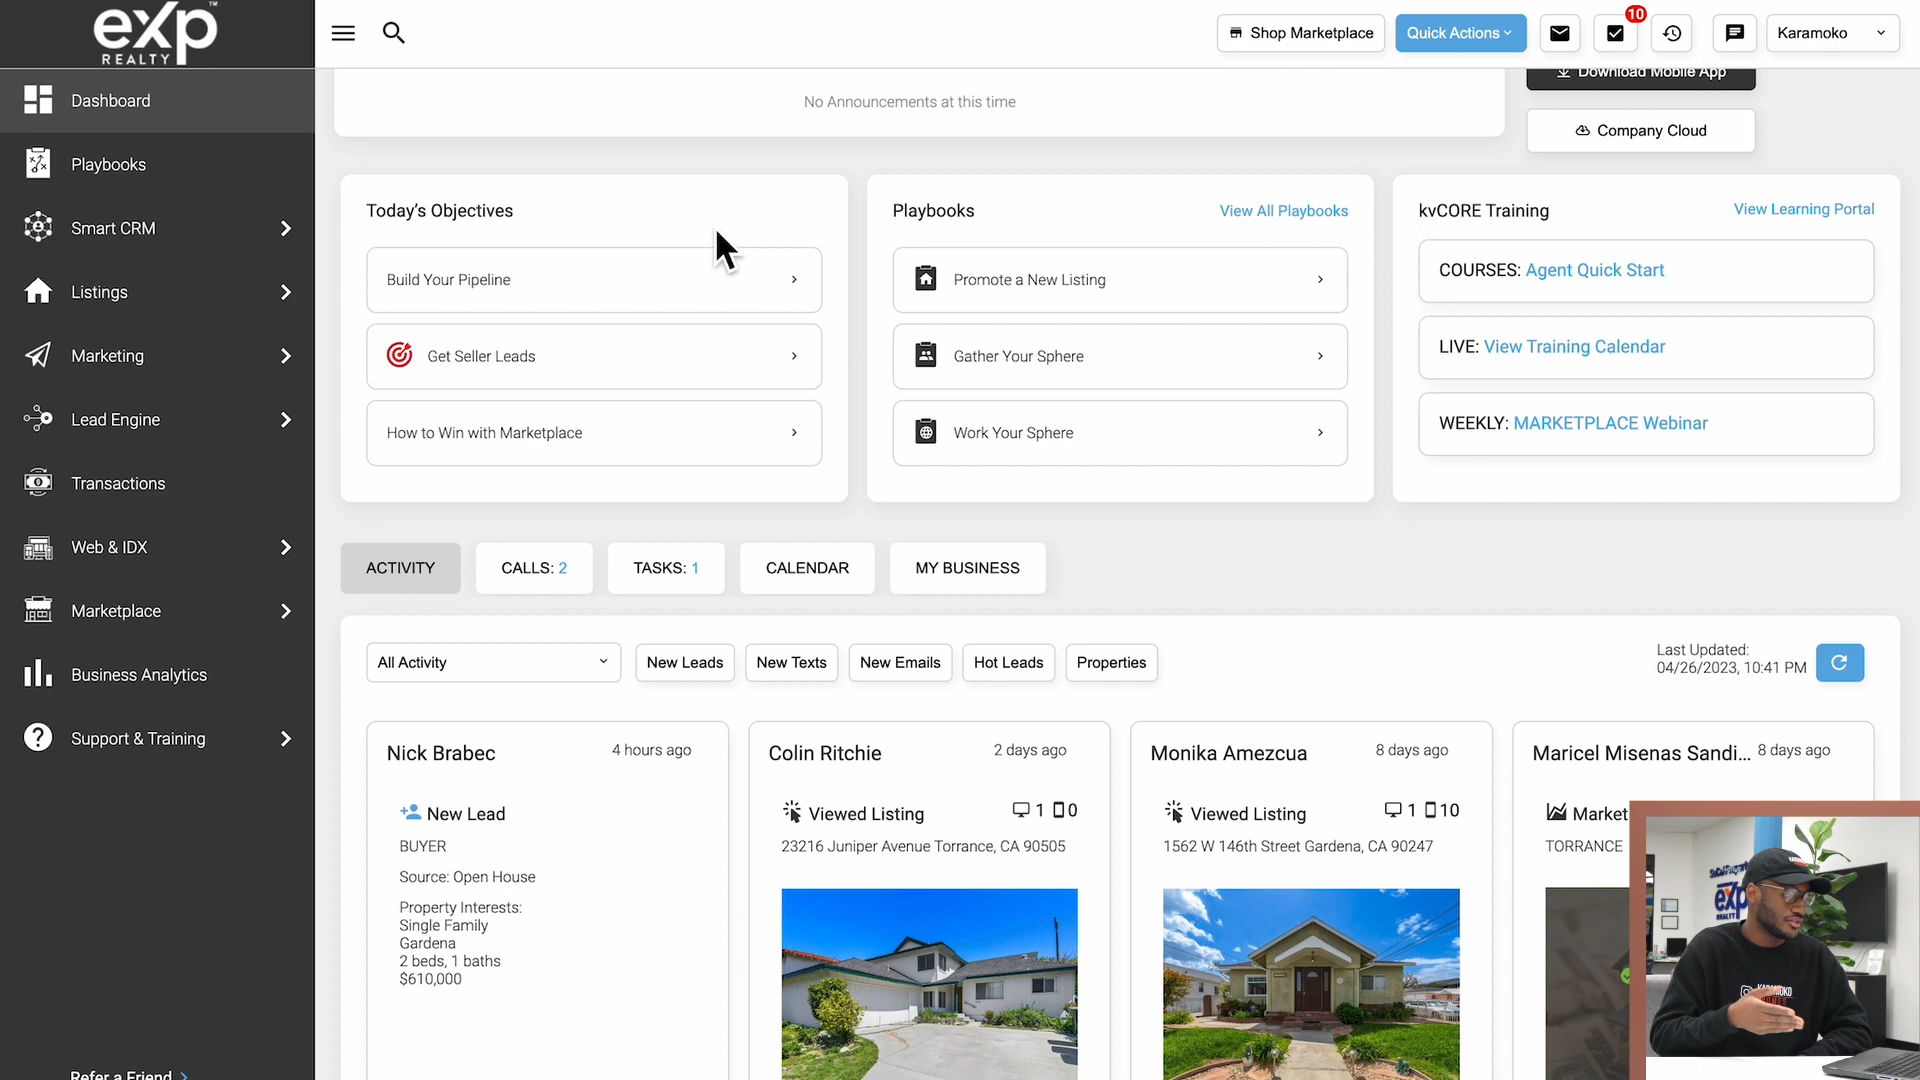 eXp™
REALTY
Shop Marketplace
Quick Actions
10
Karamoko
Dashboard
Playbooks
Smart CRM
Listings
Marketing
Lead Engine
Transactions
Web & IDX
Marketplace
Business Analytics
Support & Training
Refer a Friend
No Announcements at this time
Download Mobile App
Company Cloud
Today's Objectives
Build Your Pipeline
Get Seller Leads
How to Win with Marketplace
Playbooks
View All Playbooks
Promote a New Listing
Gather Your Sphere
Work Your Sphere
kvCORE Training
View Learning Portal
COURSES: Agent Quick Start
LIVE: View Training Calendar
WEEKLY: MARKETPLACE Webinar
ACTIVITY
CALLS: 2
TASKS: 1
CALENDAR
MY BUSINESS
All Activity
New Leads
New Texts
New Emails
Hot Leads
Properties
Last Updated:
04/26/2023, 10:41 PM
Nick Brabec
4 hours ago
New Lead
BUYER
Source: Open House
Property Interests:
Single Family
Gardena
2 beds, 1 baths
$610,000
Colin Ritchie
2 days ago
Viewed Listing
1 0
23216 Juniper Avenue Torrance, CA 90505
Monika Amezcua
8 days ago
Viewed Listing
1 10
1562 W 146th Street Gardena, CA 90247
Maricel Misenas Sandi...
8 days ago
Market
TORRANCE
eXp
REALTY
KARAMOKO